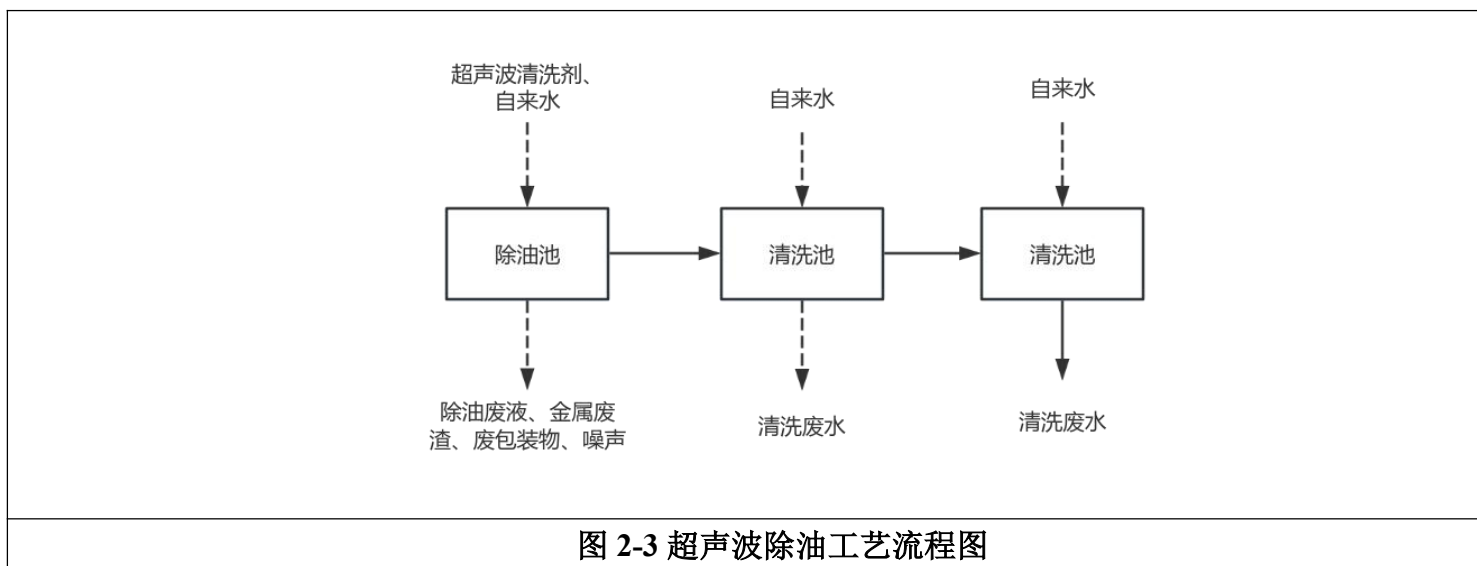 超声波清洗剂、
自来水
自来水
自来水
除油池
清洗池
清洗池
除油废液、金属废
渣、废包装物、噪声
清洗废水
清洗废水
图 2-3 超声波除油工艺流程图